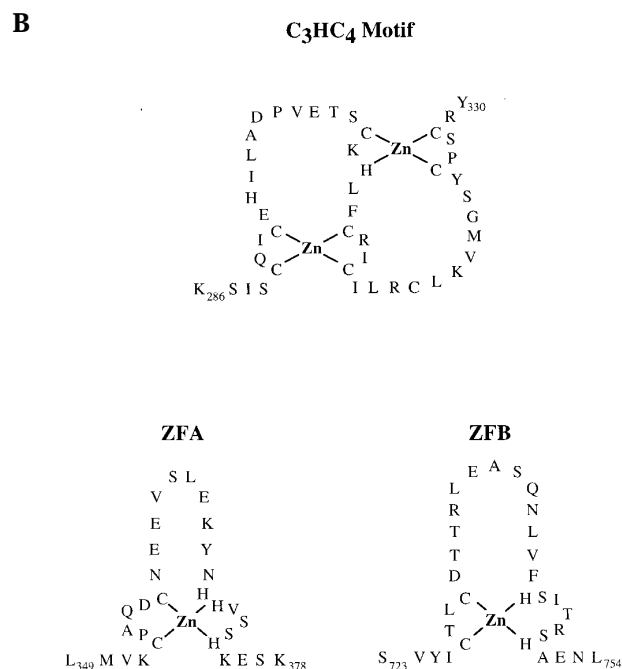 B
C3HC4 Motif
K286 S I S C Q I C E H I L A D P V E T S C K H L F C R I C I L R C L K V M G S Y C P S C R Y330
Zn
Zn
ZFA
L349 M V K C P A Q D C N E E V S L E K Y N H H V S S H K E S K378
Zn
ZFB
S723 V Y I C T L C D T T R L E A S Q N L V F H S I T R S H A E N L754
Zn